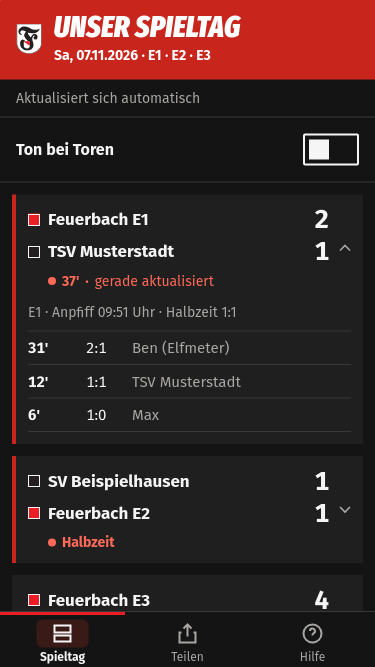 UNSER SPIELTAG
Sa, 07.11.2026 · E1 · E2 · E3
Aktualisiert sich automatisch
Ton bei Toren
Feuerbach E1 2
TSV Musterstadt 1
37' · gerade aktualisiert
E1 · Anpfiff 09:51 Uhr · Halbzeit 1:1
31' 2:1 Ben (Elfmeter)
12' 1:1 TSV Musterstadt
6' 1:0 Max
SV Beispielhausen 1
Feuerbach E2 1
Halbzeit
Feuerbach E3 4
Spieltag Teilen Hilfe